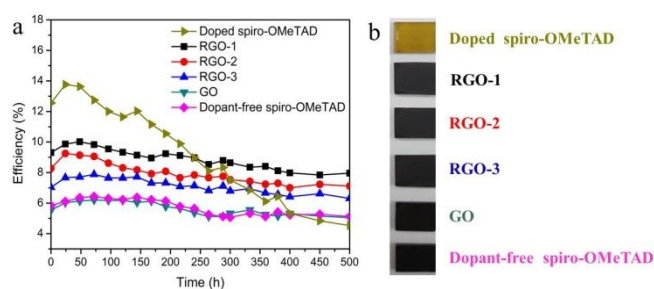 a
18
16
14
12
10
8
6
4
Efficiency (%)
0 50 100 150 200 250 300 350 400 450 500
Time (h)
Doped spiro-OMeTAD
RGO-1
RGO-2
RGO-3
GO
Dopant-free spiro-OMeTAD
b
Doped spiro-OMeTAD
RGO-1
RGO-2
RGO-3
GO
Dopant-free spiro-OMeTAD